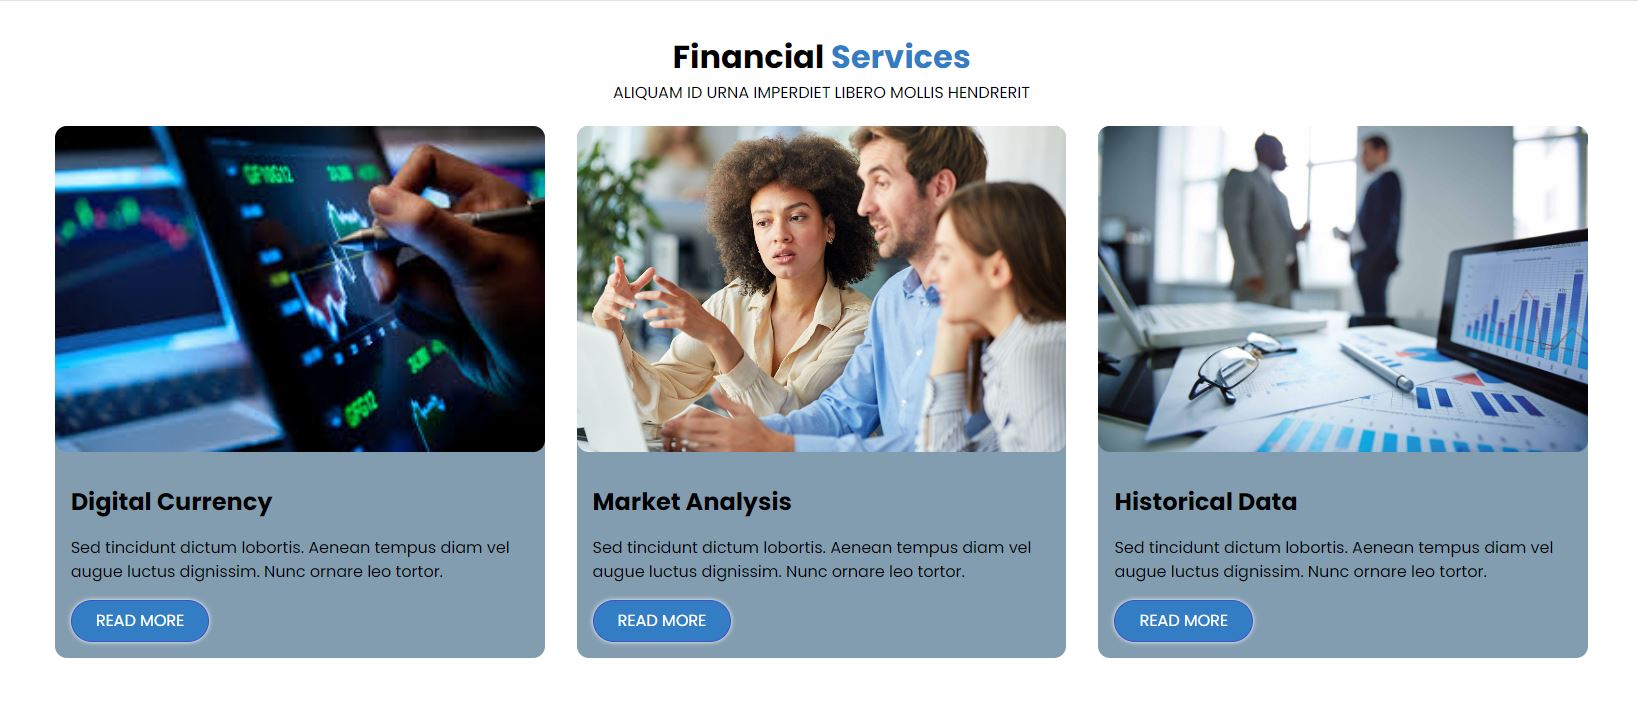 Financial Services
ALIQUAM ID URNA IMPERDIET LIBERO MOLLIS HENDRERIT
Digital Currency
Sed tincidunt dictum lobortis. Aenean tempus diam vel
augue luctus dignissim. Nunc ornare leo tortor.
READ MORE
Market Analysis
Sed tincidunt dictum lobortis. Aenean tempus diam vel
augue luctus dignissim. Nunc ornare leo tortor.
READ MORE
Historical Data
Sed tincidunt dictum lobortis. Aenean tempus diam vel
augue luctus dignissim. Nunc ornare leo tortor.
READ MORE